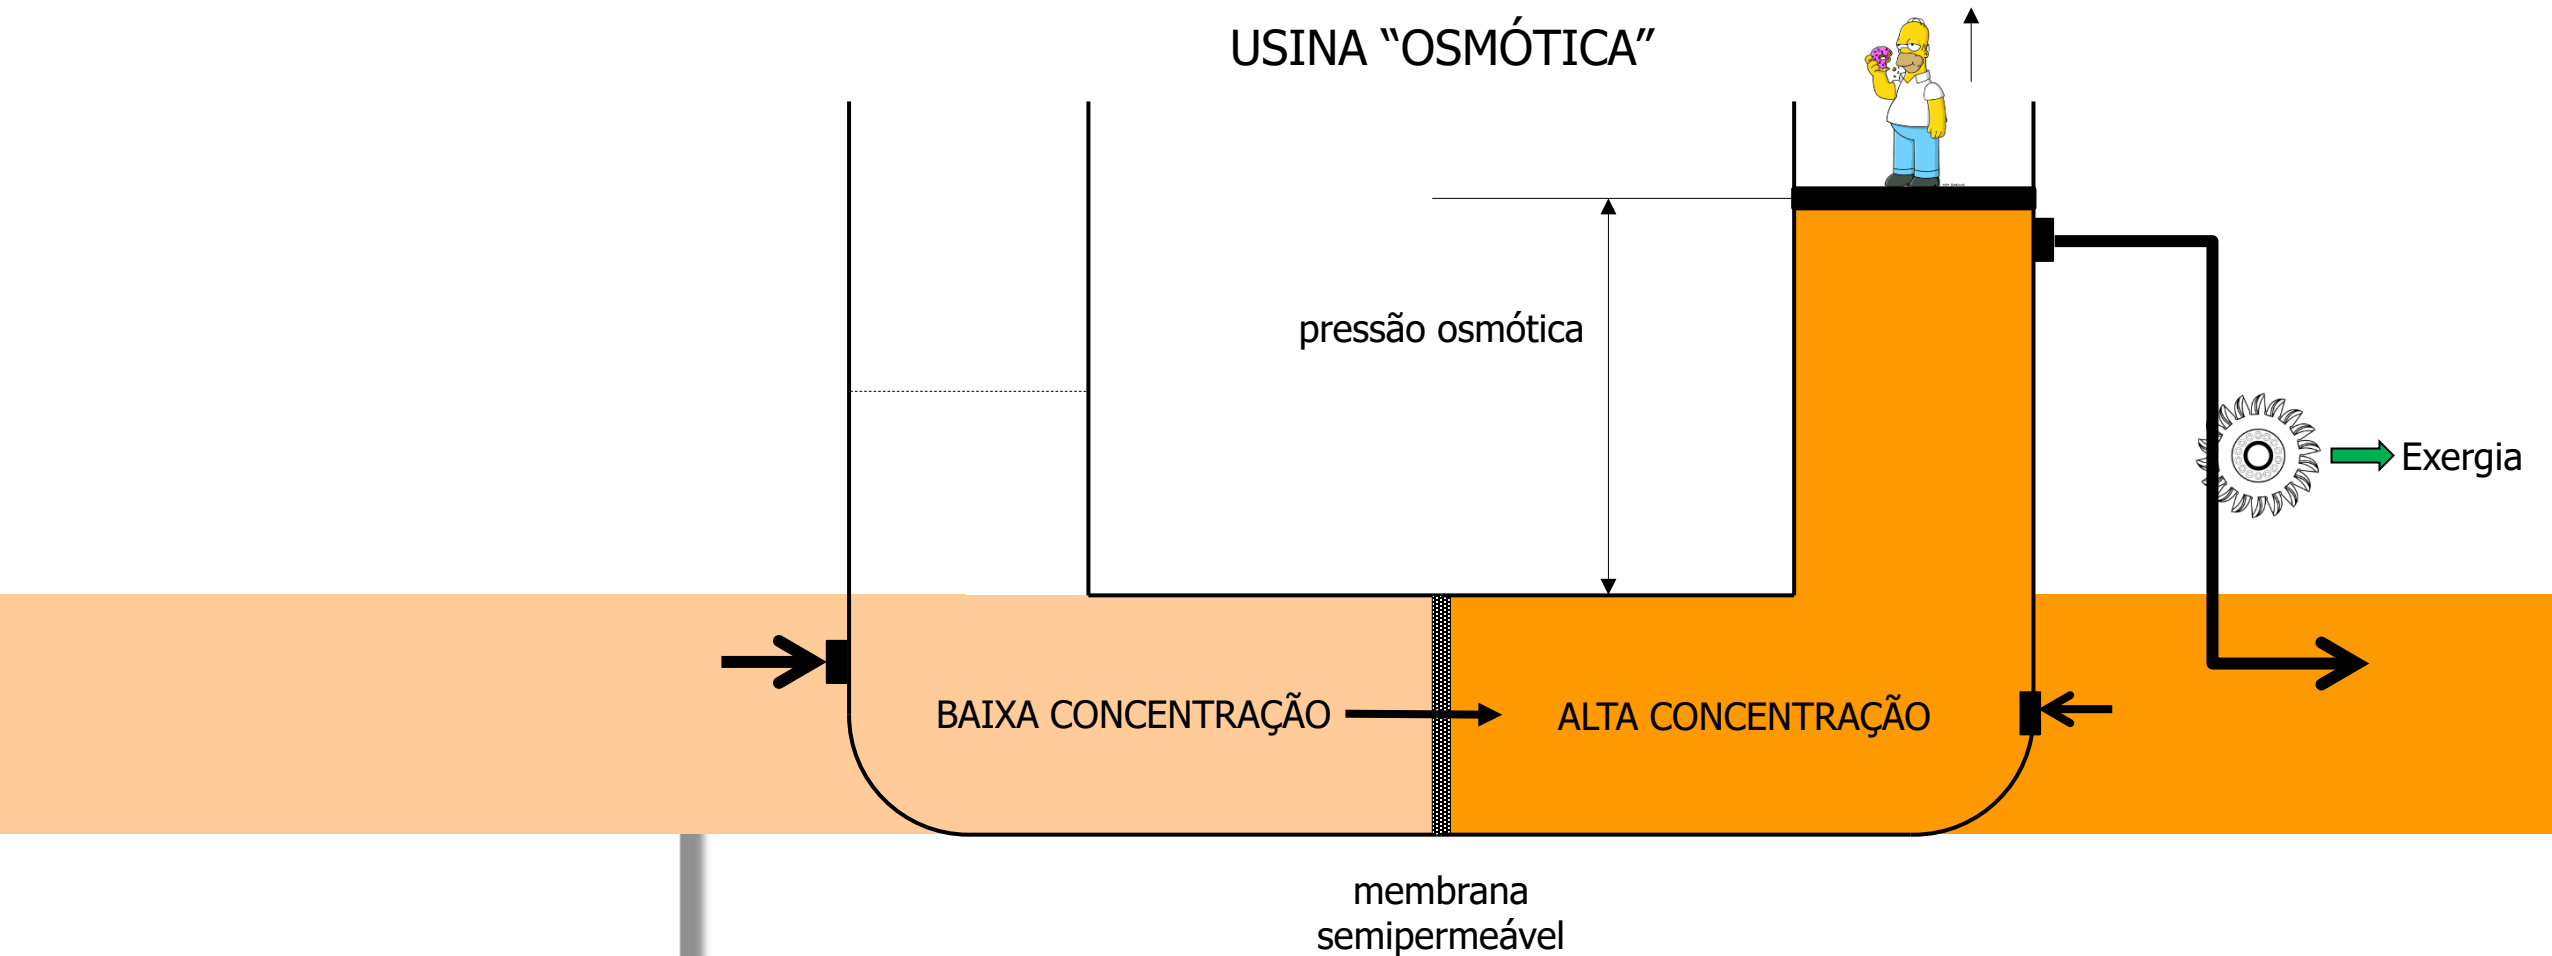 USINA “OSMÓTICA”
pressão osmótica
Exergia
BAIXA CONCENTRAÇÃO
ALTA CONCENTRAÇÃO
membrana
semipermeável